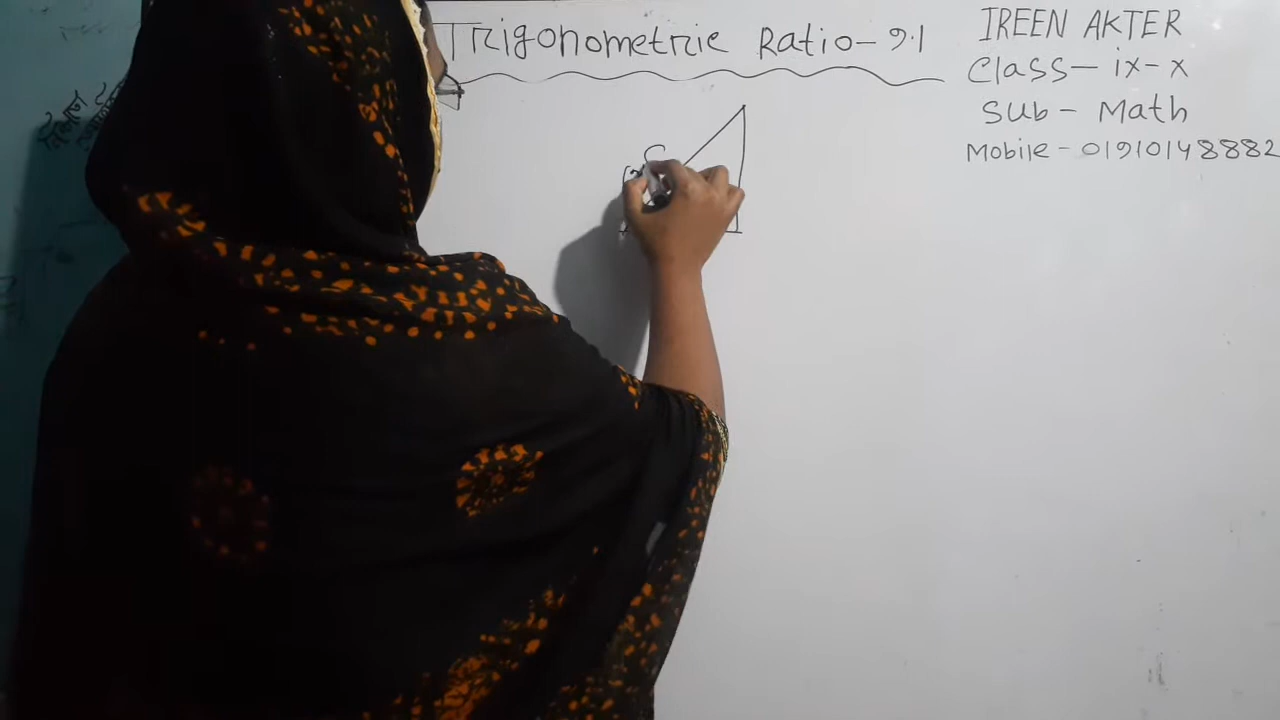 Trigonometric Ratio-9.1
IREEN AKTER
Class- ix-x
Sub- Math
Mobile-01910148882